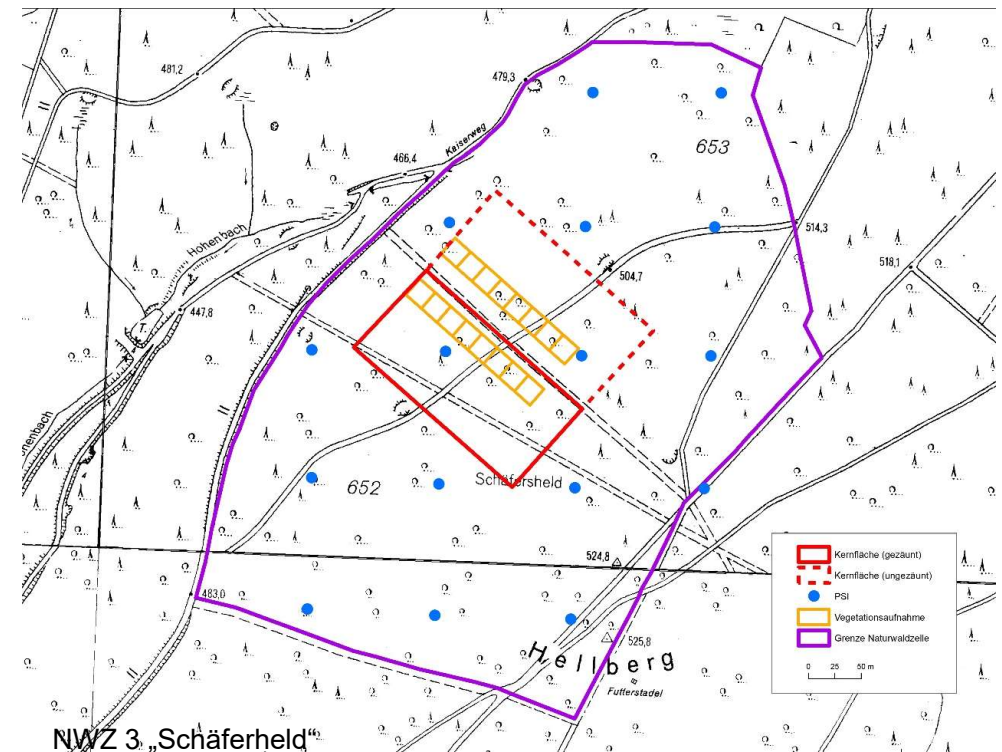 481,2
479,3
Kaiserweg
466,4
653
Hohenbach
514,3
518,1
504,7
447,8
T.
652
Schäfersheld
524,8
483,0
525,8
Hellberg
Futterstadel
Kernfläche (gezäunt)
Kernfläche (ungezäunt)
PSI
Vegetationsaufnahme
Grenze Naturwaldzelle
0 25 50 m
NWZ 3 „Schäferheld“